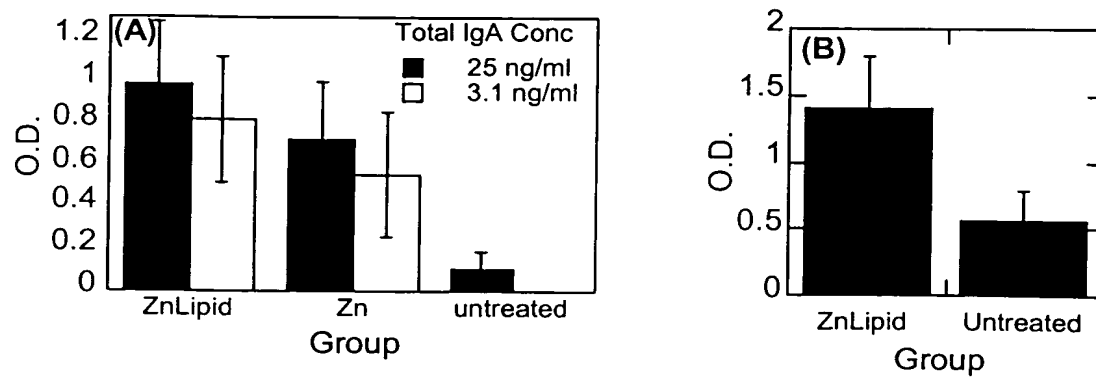 (A)
Total IgA Conc
25 ng/ml
3.1 ng/ml
1.2
1
0.8
0.6
0.4
0.2
0
O.D.
ZnLipid Zn untreated
Group
(B)
2
1.5
1
0.5
0
O.D.
ZnLipid Untreated
Group